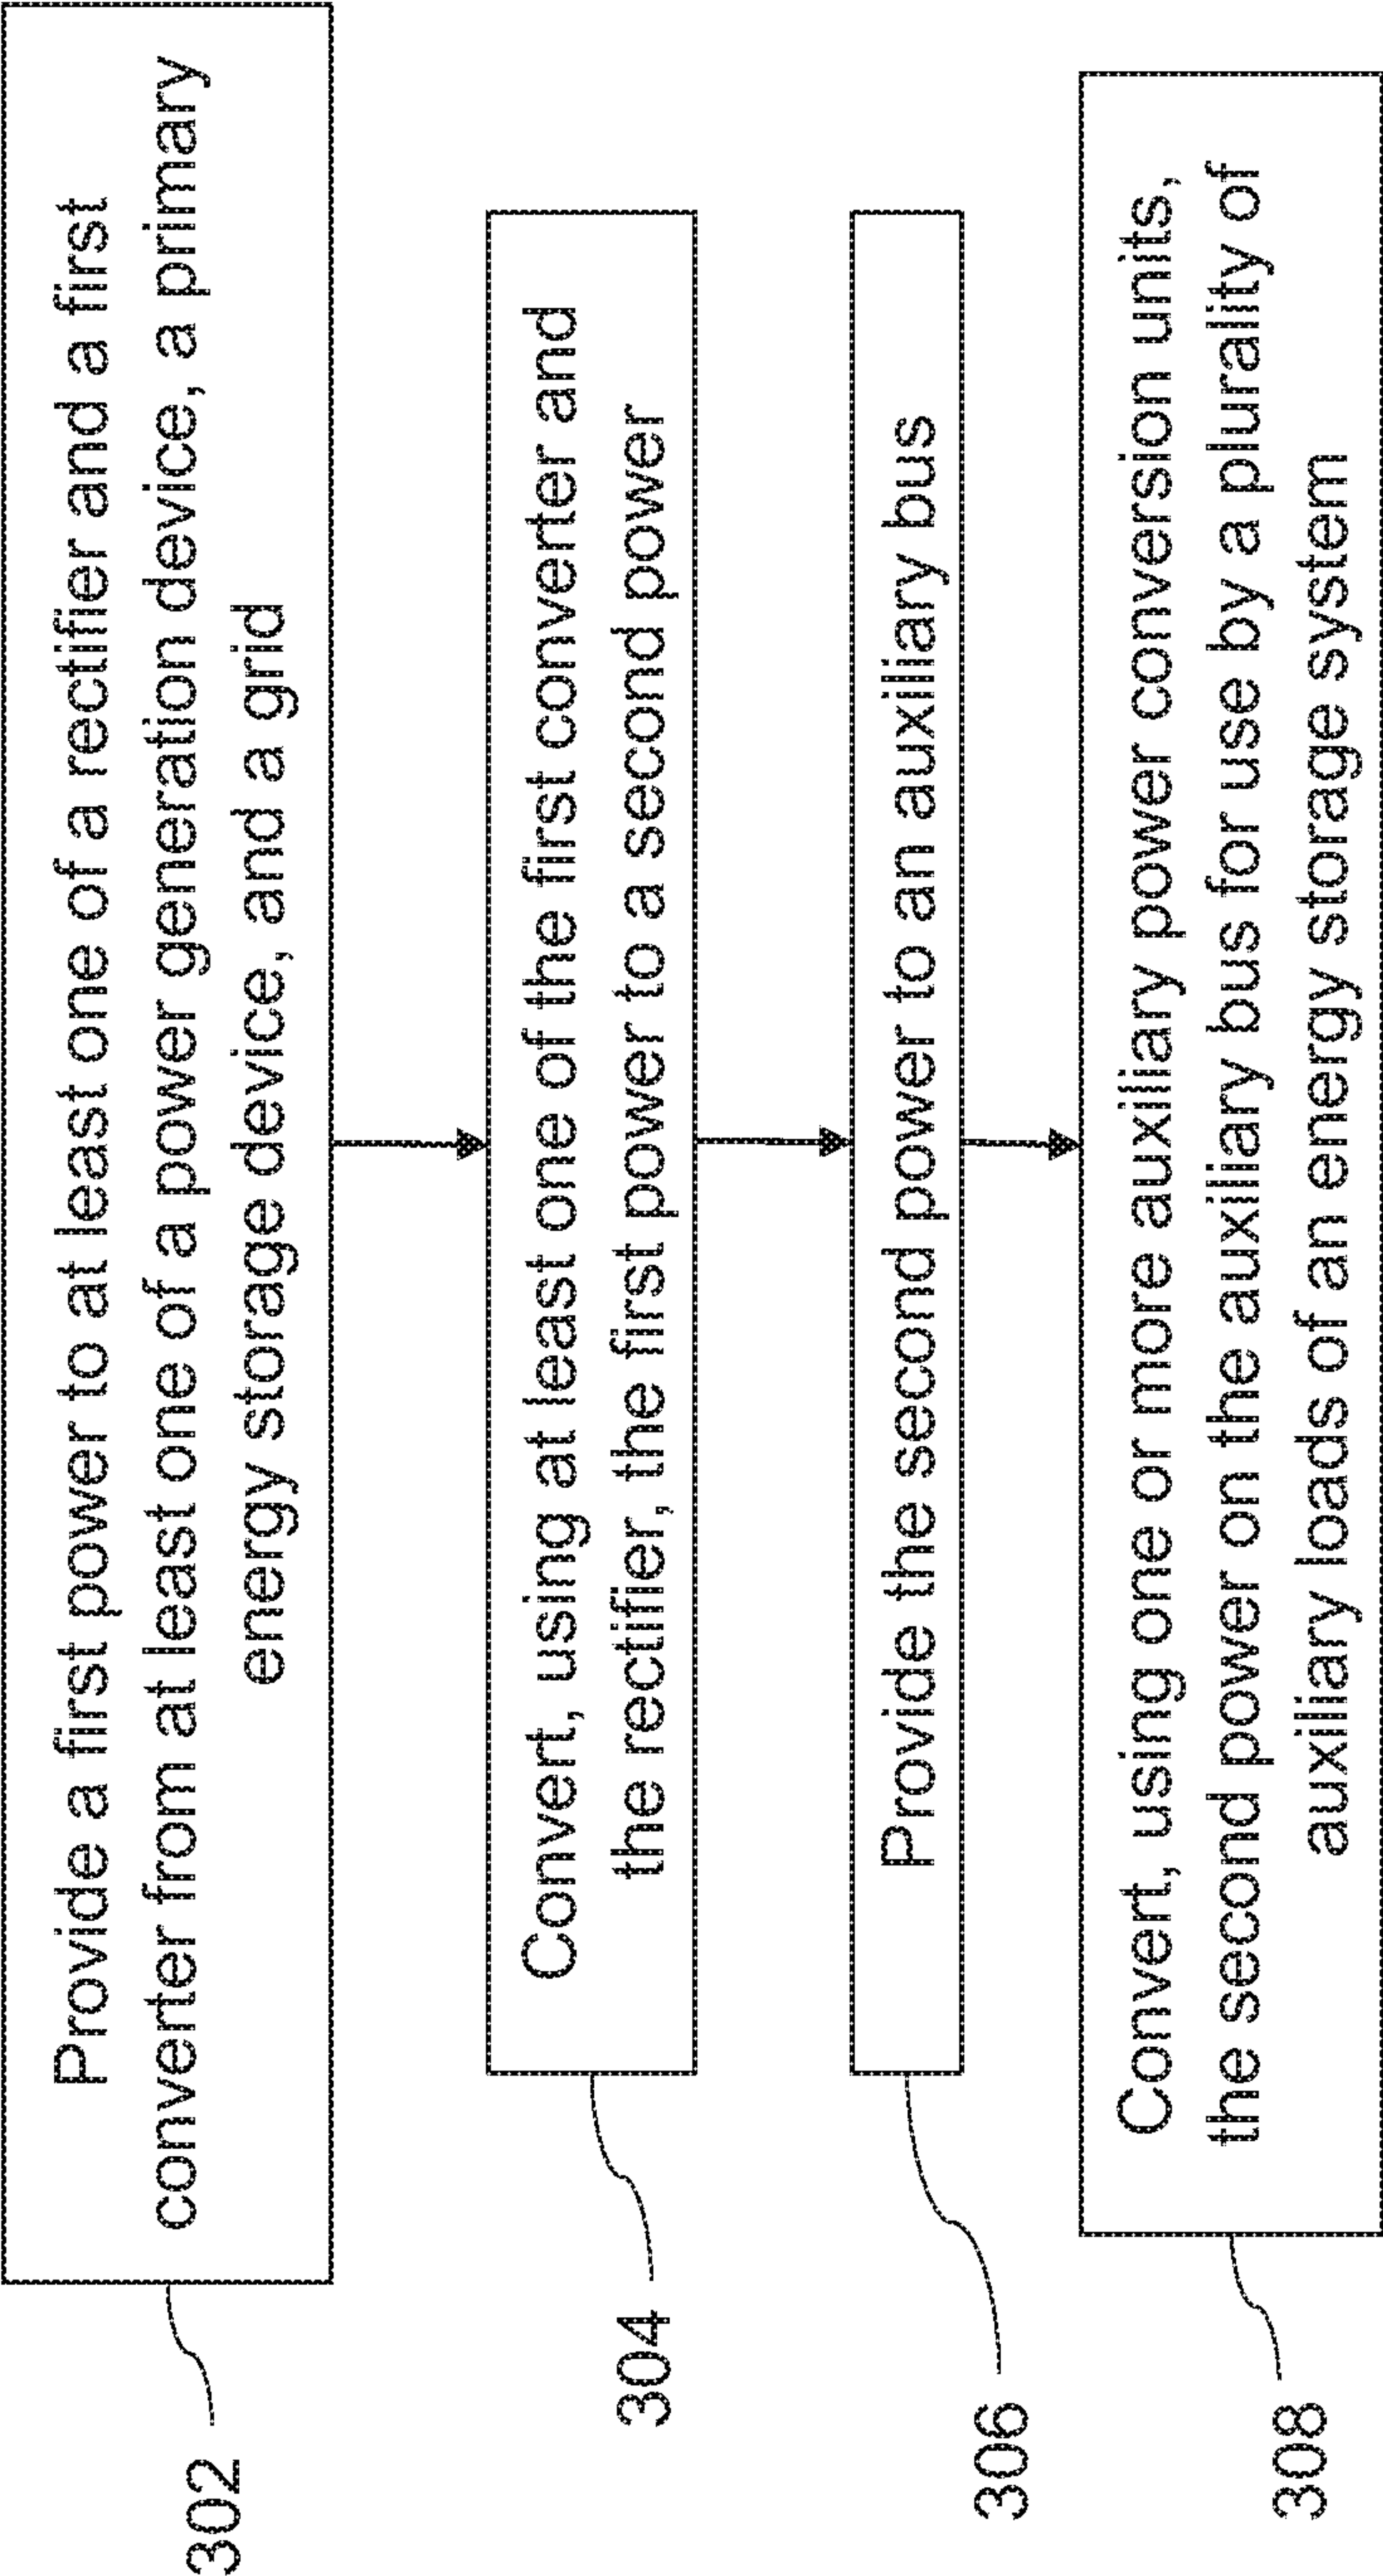 Provide a first power to at least one of a rectifier and a first
converter from at least one of a power generation device, a primary
energy storage device, and a grid
302
Convert, using at least one of the first converter and
the rectifier, the first power to a second power
304
Provide the second power to an auxiliary bus
306
Convert, using one or more auxiliary power conversion units,
the second power on the auxiliary bus for use by a plurality of
auxiliary loads of an energy storage system
308